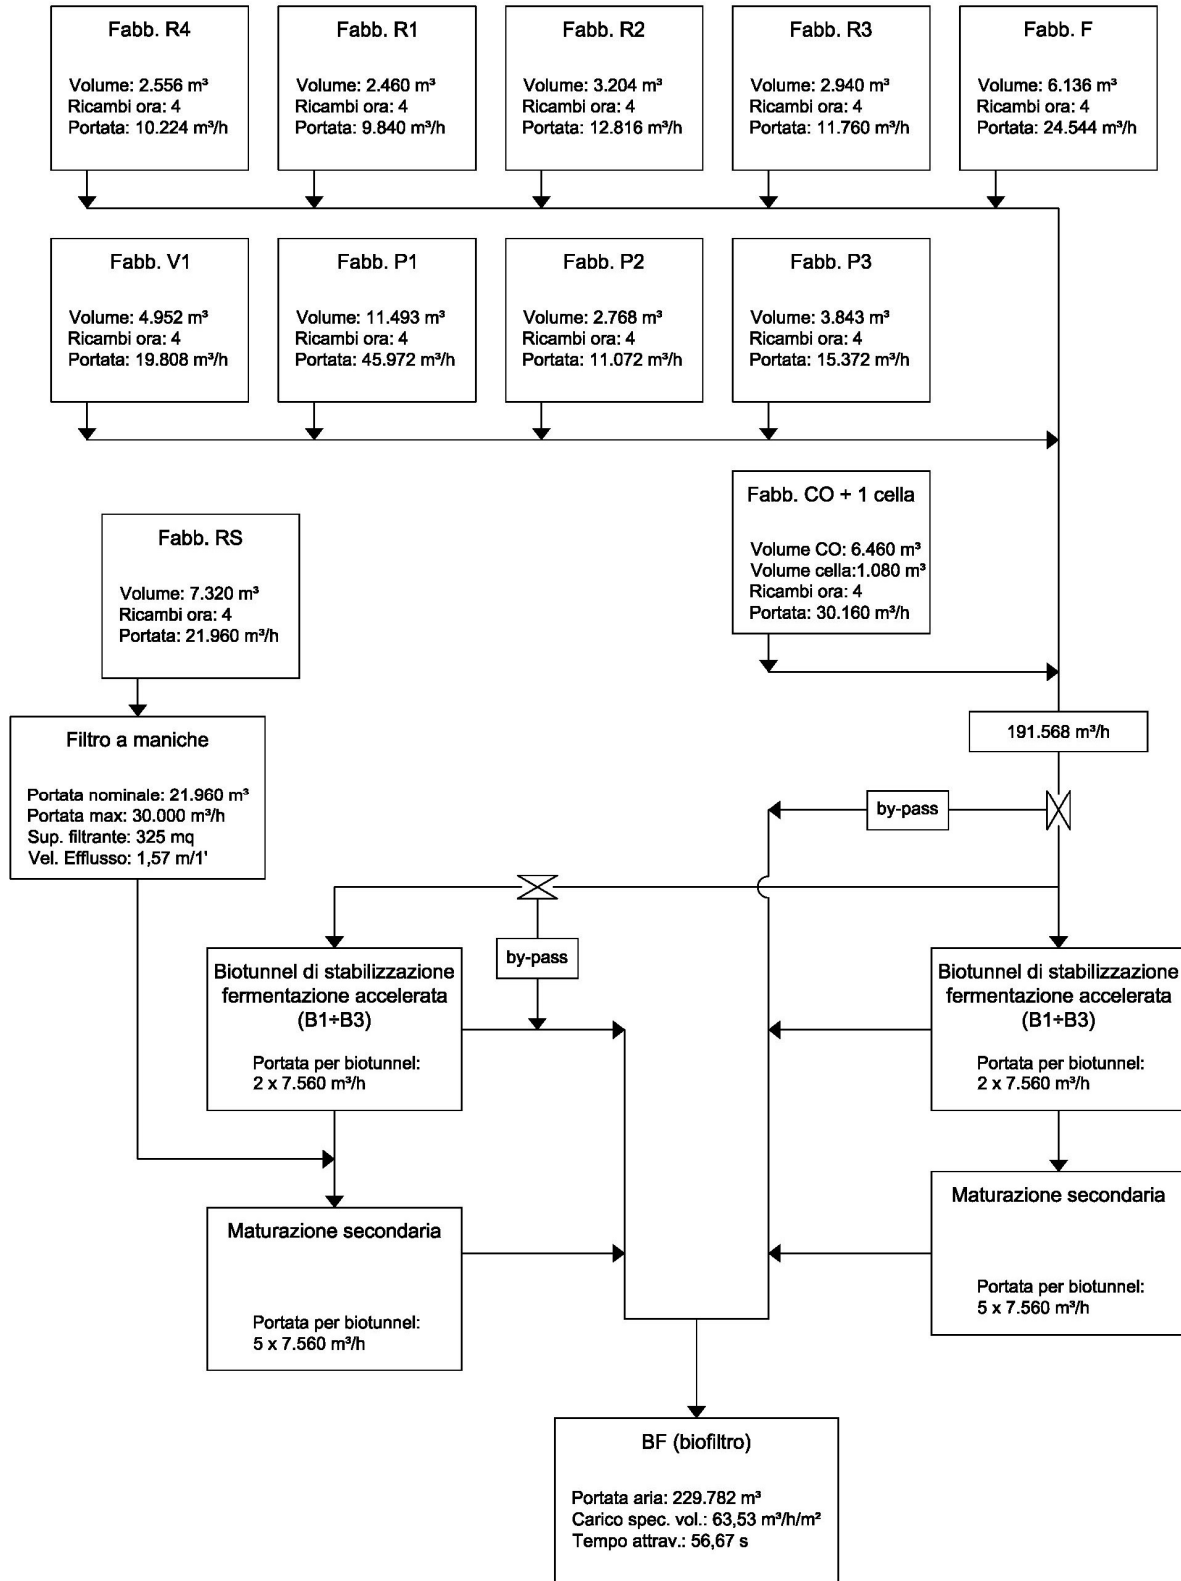 Fabb. R4
Volume: 2.556 m³
Ricambi ora: 4
Portata: 10.224 m³/h
Fabb. R1
Volume: 2.460 m³
Ricambi ora: 4
Portata: 9.840 m³/h
Fabb. R2
Volume: 3.204 m³
Ricambi ora: 4
Portata: 12.816 m³/h
Fabb. R3
Volume: 2.940 m³
Ricambi ora: 4
Portata: 11.760 m³/h
Fabb. F
Volume: 6.136 m³
Ricambi ora: 4
Portata: 24.544 m³/h
Fabb. V1
Volume: 4.952 m³
Ricambi ora: 4
Portata: 19.808 m³/h
Fabb. P1
Volume: 11.493 m³
Ricambi ora: 4
Portata: 45.972 m³/h
Fabb. P2
Volume: 2.768 m³
Ricambi ora: 4
Portata: 11.072 m³/h
Fabb. P3
Volume: 3.843 m³
Ricambi ora: 4
Portata: 15.372 m³/h
Fabb. CO + 1 cella
Volume CO: 6.460 m³
Volume cella:1.080 m³
Ricambi ora: 4
Portata: 30.160 m³/h
Fabb. RS
Volume: 7.320 m³
Ricambi ora: 4
Portata: 21.960 m³/h
191.568 m³/h
Filtro a maniche
Portata nominale: 21.960 m³
Portata max: 30.000 m³/h
Sup. filtrante: 325 mq
Vel. Efflusso: 1,57 m/1'
by-pass
by-pass
Biotunnel di stabilizzazione
fermentazione accelerata
(B1÷B3)
Portata per biotunnel:
2 x 7.560 m³/h
Biotunnel di stabilizzazione
fermentazione accelerata
(B1÷B3)
Portata per biotunnel:
2 x 7.560 m³/h
Maturazione secondaria
Portata per biotunnel:
5 x 7.560 m³/h
Maturazione secondaria
Portata per biotunnel:
5 x 7.560 m³/h
BF (biofiltro)
Portata aria: 229.782 m³
Carico spec. vol.: 63,53 m³/h/m²
Tempo attrav.: 56,67 s